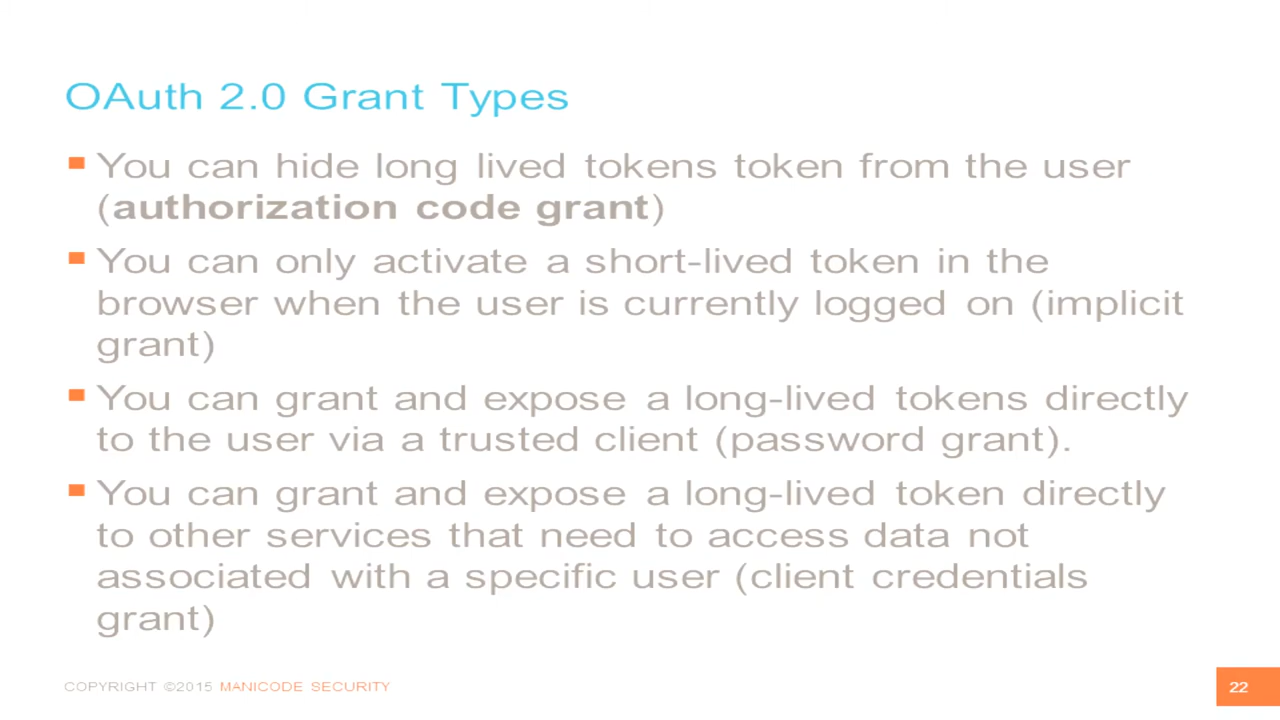 OAuth 2.0 Grant Types
You can hide long lived tokens token from the user
(authorization code grant)
You can only activate a short-lived token in the
browser when the user is currently logged on (implicit
grant)
You can grant and expose a long-lived tokens directly
to the user via a trusted client (password grant).
You can grant and expose a long-lived token directly
to other services that need to access data not
associated with a specific user (client credentials
grant)
COPYRIGHT ©2015 MANICODE SECURITY
22